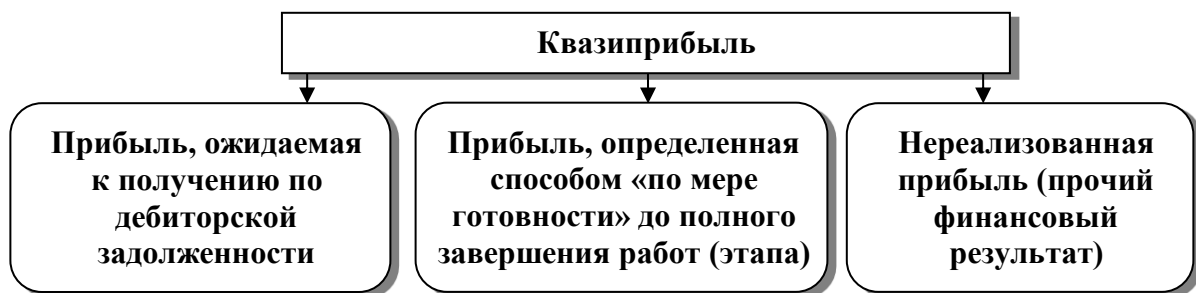 Квазиприбыль
Прибыль, ожидаемая
к получению по
дебиторской
задолженности
Прибыль, определенная
способом «по мере
готовности» до полного
завершения работ (этапа)
Нереализованная
прибыль (прочий
финансовый
результат)